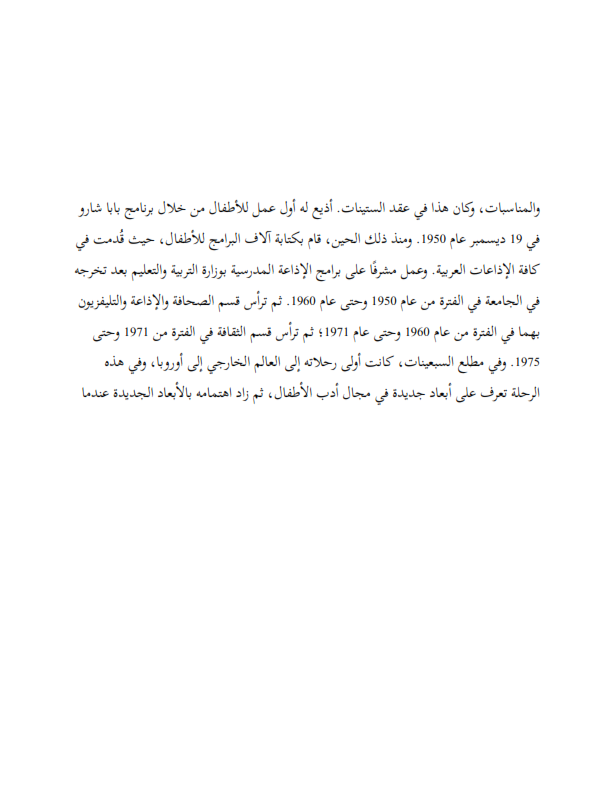 والمناسبات، وكان هذا في عقد الستينات. أذيع له أول عمل للأطفال من خلال برنامج بابا شارو
في 19 ديسمبر عام 1950. ومنذ ذلك الحين، قام بكتابة آلاف البرامج للأطفال، حيث قُدمت في
كافة الإذاعات العربية. وعمل مشرفًا على برامج الإذاعة المدرسية بوزارة التربية والتعليم بعد تخرجه
في الجامعة في الفترة من عام 1950 وحتى عام 1960. ثم ترأس قسم الصحافة والإذاعة والتليفزيون
بهما في الفترة من عام 1960 وحتى عام 1971؛ ثم ترأس قسم الثقافة في الفترة من 1971 وحتى
1975. وفي مطلع السبعينات، كانت أولى رحلاته إلى العالم الخارجي إلى أوروبا، وفي هذه
الرحلة تعرف على أبعاد جديدة في مجال أدب الأطفال، ثم زاد اهتمامه بالأبعاد الجديدة عندما